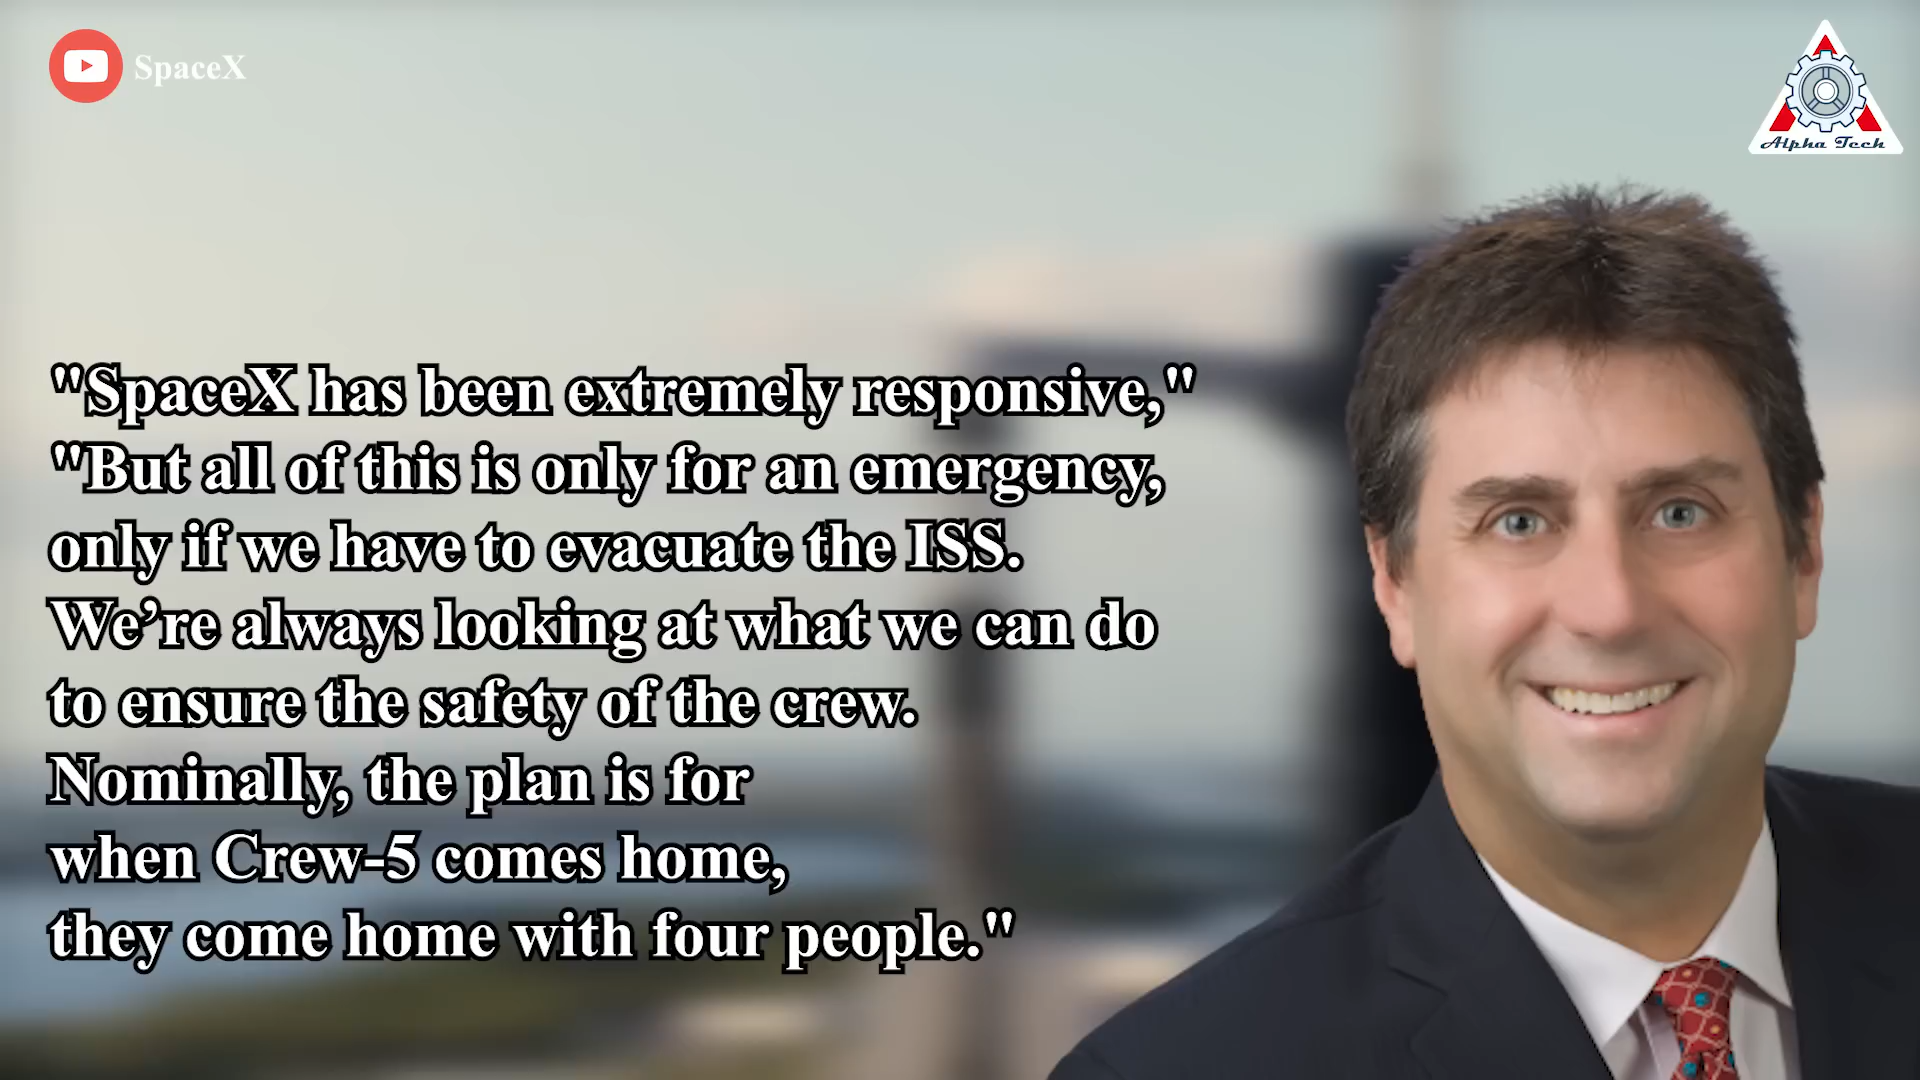 SpaceX
Alpha Tech
"SpaceX has been extremely responsive,"
"But all of this is only for an emergency,
only if we have to evacuate the ISS.
We’re always looking at what we can do
to ensure the safety of the crew.
Nominally, the plan is for
when Crew-5 comes home,
they come home with four people."